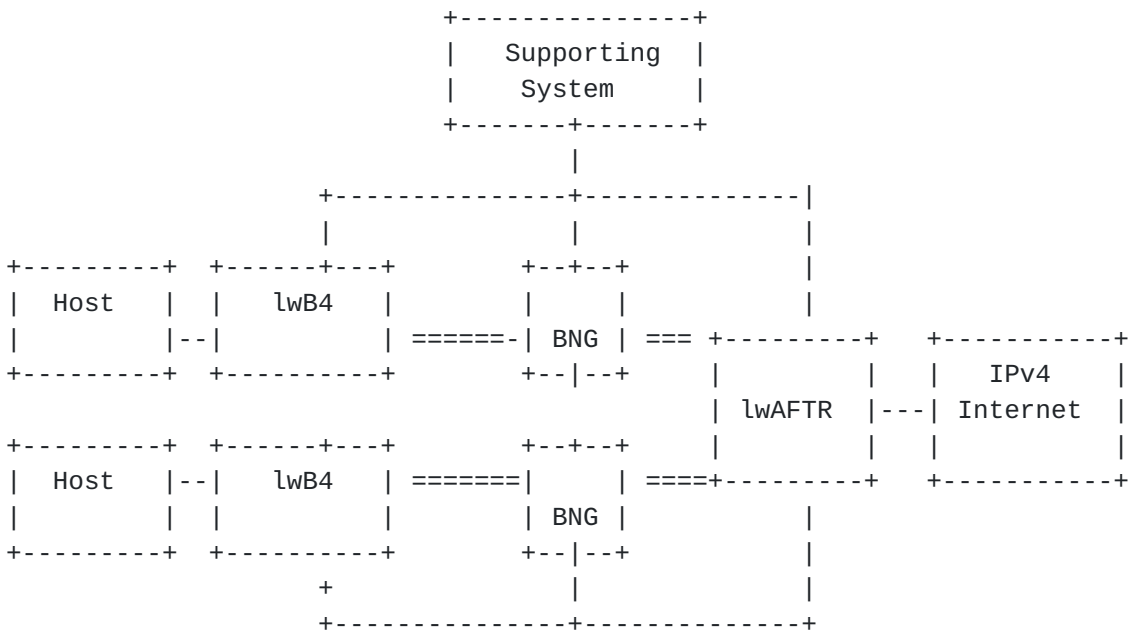 Supporting
System
Host lwB4
BNG
IPv4
lwAFTR Internet
Host lwB4
BNG